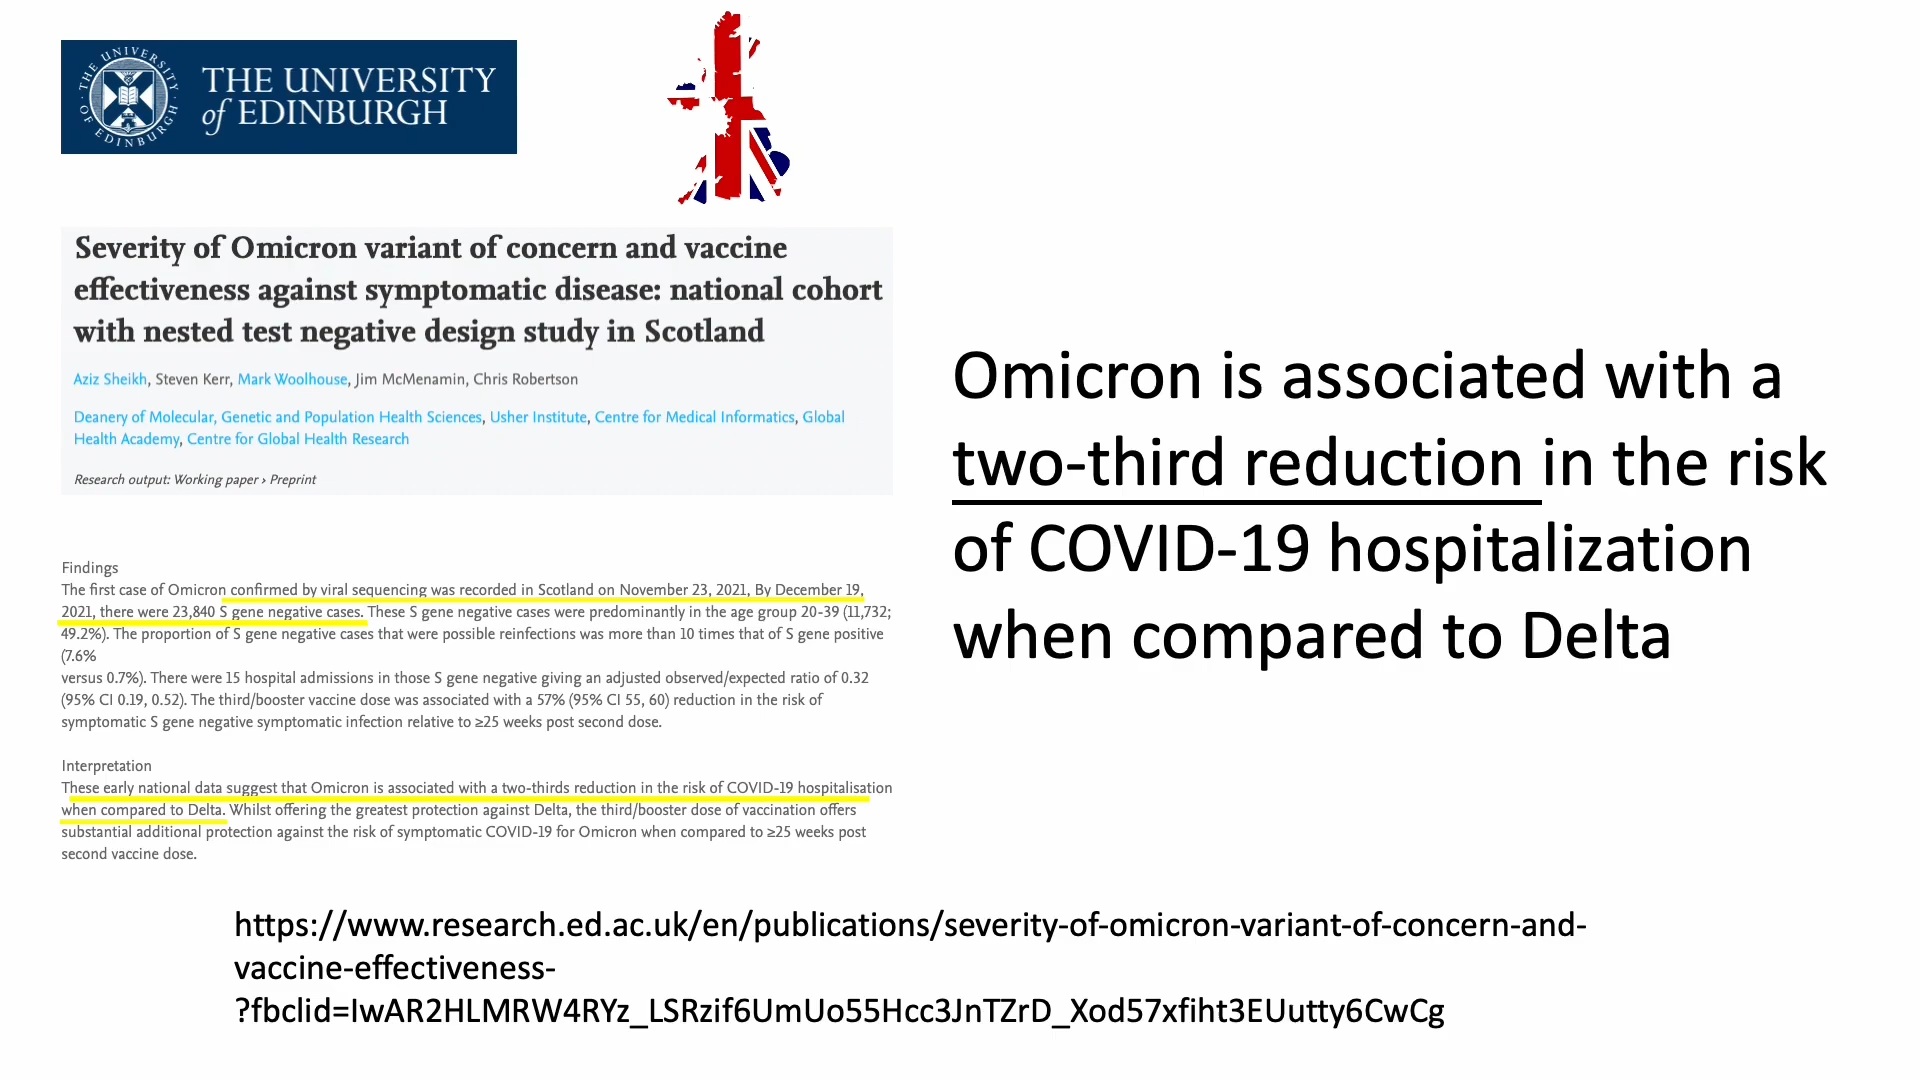 THE UNIVERSITY OF EDINBURGH
THE UNIVERSITY
of EDINBURGH
Severity of Omicron variant of concern and vaccine
effectiveness against symptomatic disease: national cohort
with nested test negative design study in Scotland
Aziz Sheikh, Steven Kerr, Mark Woolhouse, Jim McMenamin, Chris Robertson
Deanery of Molecular, Genetic and Population Health Sciences, Usher Institute, Centre for Medical Informatics, Global
Health Academy, Centre for Global Health Research
Research output: Working paper › Preprint
Findings
The first case of Omicron confirmed by viral sequencing was recorded in Scotland on November 23, 2021, By December 19,
2021, there were 23,840 S gene negative cases. These S gene negative cases were predominantly in the age group 20-39 (11,732;
49.2%). The proportion of S gene negative cases that were possible reinfections was more than 10 times that of S gene positive
(7.6%
versus 0.7%). There were 15 hospital admissions in those S gene negative giving an adjusted observed/expected ratio of 0.32
(95% CI 0.19, 0.52). The third/booster vaccine dose was associated with a 57% (95% CI 55, 60) reduction in the risk of
symptomatic S gene negative symptomatic infection relative to ≥25 weeks post second dose.
Interpretation
These early national data suggest that Omicron is associated with a two-thirds reduction in the risk of COVID-19 hospitalisation
when compared to Delta. Whilst offering the greatest protection against Delta, the third/booster dose of vaccination offers
substantial additional protection against the risk of symptomatic COVID-19 for Omicron when compared to ≥25 weeks post
second vaccine dose.
Omicron is associated with a
two-third reduction in the risk
of COVID-19 hospitalization
when compared to Delta
https://www.research.ed.ac.uk/en/publications/severity-of-omicron-variant-of-concern-and-
vaccine-effectiveness-
?fbclid=IwAR2HLMRW4RYz_LSRzif6UmUo55Hcc3JnTZrD_Xod57xfiht3EUutty6CwCg